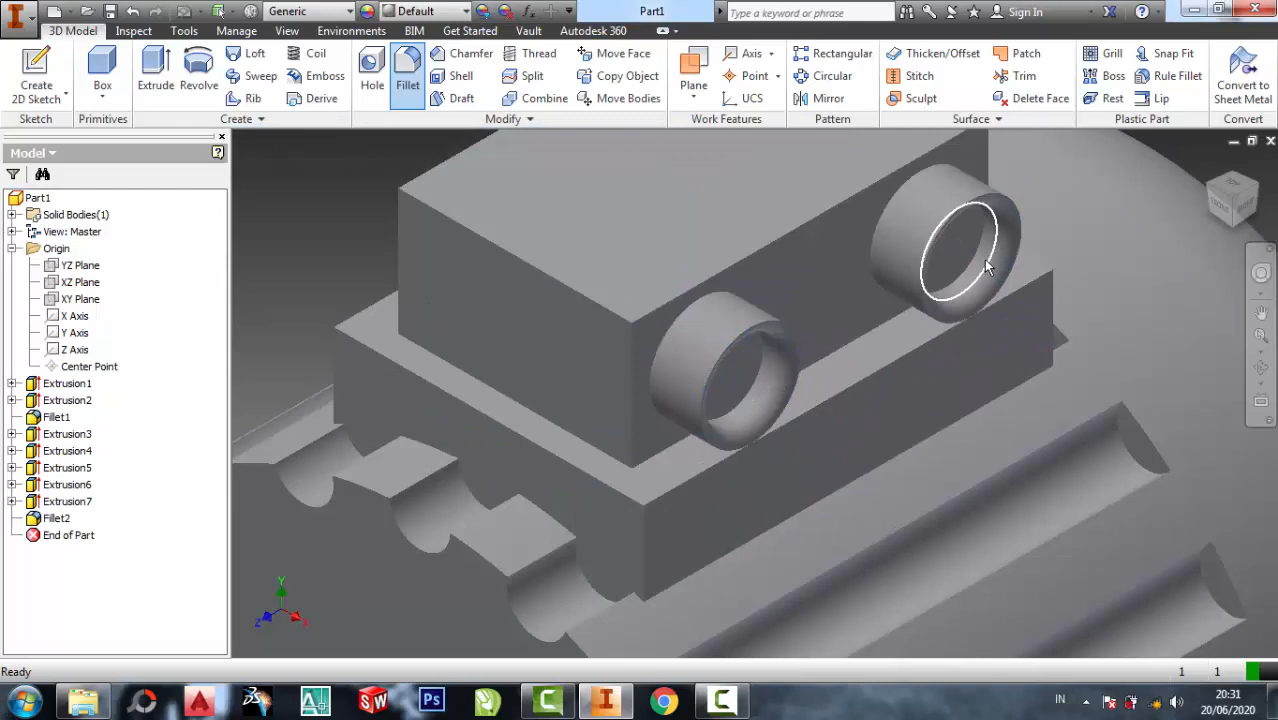 Generic
Default
Part1
Type a keyword or phrase
Sign In
3D Model
Inspect
Tools
Manage
View
Environments
BIM
Get Started
Vault
Autodesk 360
Create
2D Sketch
Sketch
Box
Primitives
Extrude
Revolve
Loft
Sweep
Rib
Coil
Emboss
Derive
Create
Hole
Fillet
Chamfer
Shell
Draft
Thread
Split
Combine
Move Face
Copy Object
Move Bodies
Modify
Plane
Axis
Point
UCS
Work Features
Rectangular
Circular
Mirror
Pattern
Thicken/Offset
Stitch
Sculpt
Patch
Trim
Delete Face
Surface
Grill
Boss
Rest
Snap Fit
Rule Fillet
Lip
Plastic Part
Convert to
Sheet Metal
Convert
Model
Part1
Solid Bodies(1)
View: Master
Origin
YZ Plane
XZ Plane
XY Plane
X Axis
Y Axis
Z Axis
Center Point
Extrusion1
Extrusion2
Fillet1
Extrusion3
Extrusion4
Extrusion5
Extrusion6
Extrusion7
Fillet2
End of Part
Y
Z
Ready
1
1
SW
Ps
IN
20:31
20/06/2020